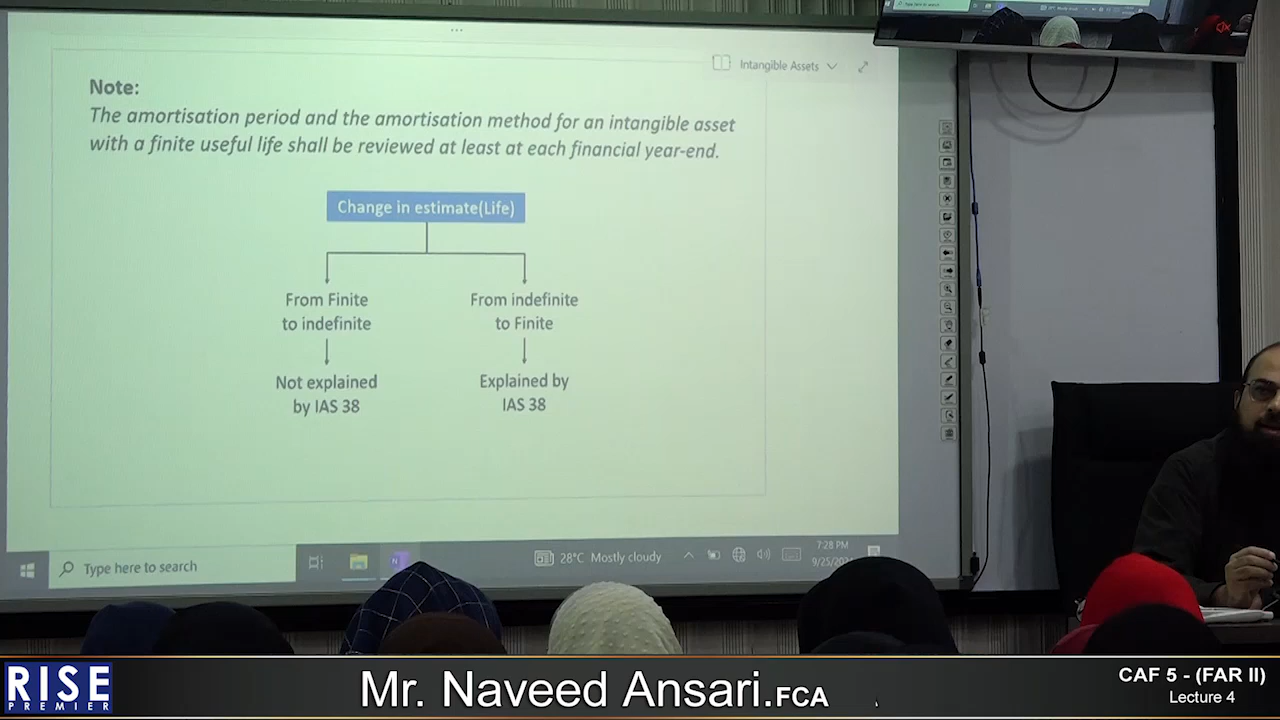 Intangible Assets
Note:
The amortisation period and the amortisation method for an intangible asset
with a finite useful life shall be reviewed at least at each financial year-end.
Change in estimate(Life)
From Finite
to indefinite
From indefinite
to Finite
Not explained
by IAS 38
Explained by
IAS 38
Type here to search
28°C Mostly cloudy
7:28 PM
RISE
PREMIER
Mr. Naveed Ansari.FCA
CAF 5 - (FAR II)
Lecture 4